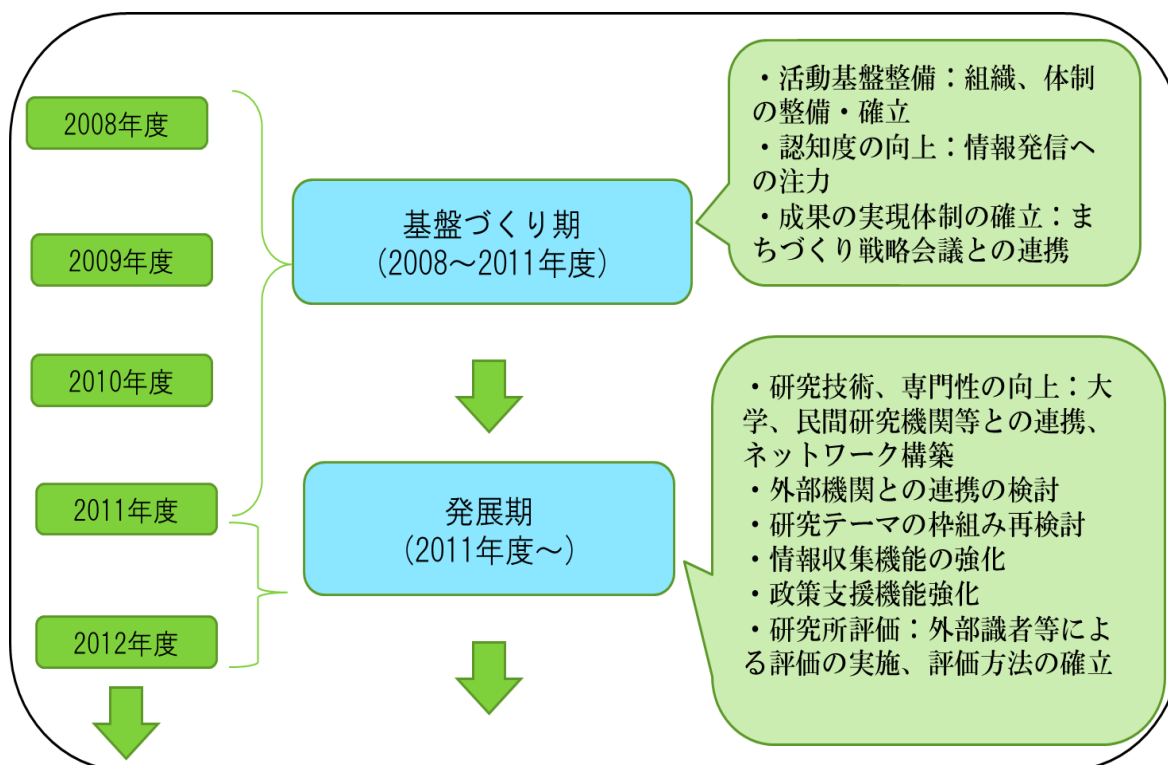 2008年度
2009年度
2010年度
2011年度
2012年度
基盤づくり期
(2008～2011年度)
発展期
(2011年度～)
・活動基盤整備：組織、体制
の整備・確立
・認知度の向上：情報発信へ
の注力
・成果の実現体制の確立：ま
ちづくり戦略会議との連携
・研究技術、専門性の向上：大
学、民間研究機関等との連携、
ネットワーク構築
・外部機関との連携の検討
・研究テーマの枠組み再検討
・情報収集機能の強化
・政策支援機能強化
・研究所評価：外部識者等によ
る評価の実施、評価方法の確立